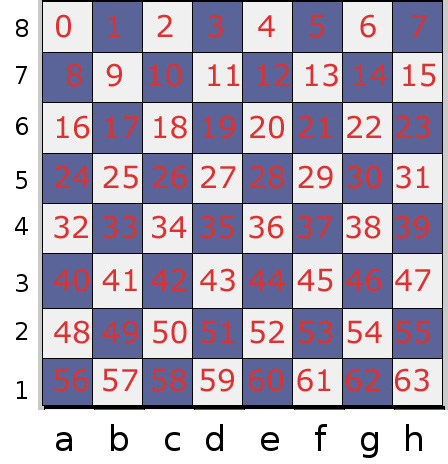 8 0 1 2 3 4 5 6 7
7 8 9 10 11 12 13 14 15
6 16 17 18 19 20 21 22 23
5 24 25 26 27 28 29 30 31
4 32 33 34 35 36 37 38 39
3 40 41 42 43 44 45 46 47
2 48 49 50 51 52 53 54 55
1 56 57 58 59 60 61 62 63
a b c d e f g h